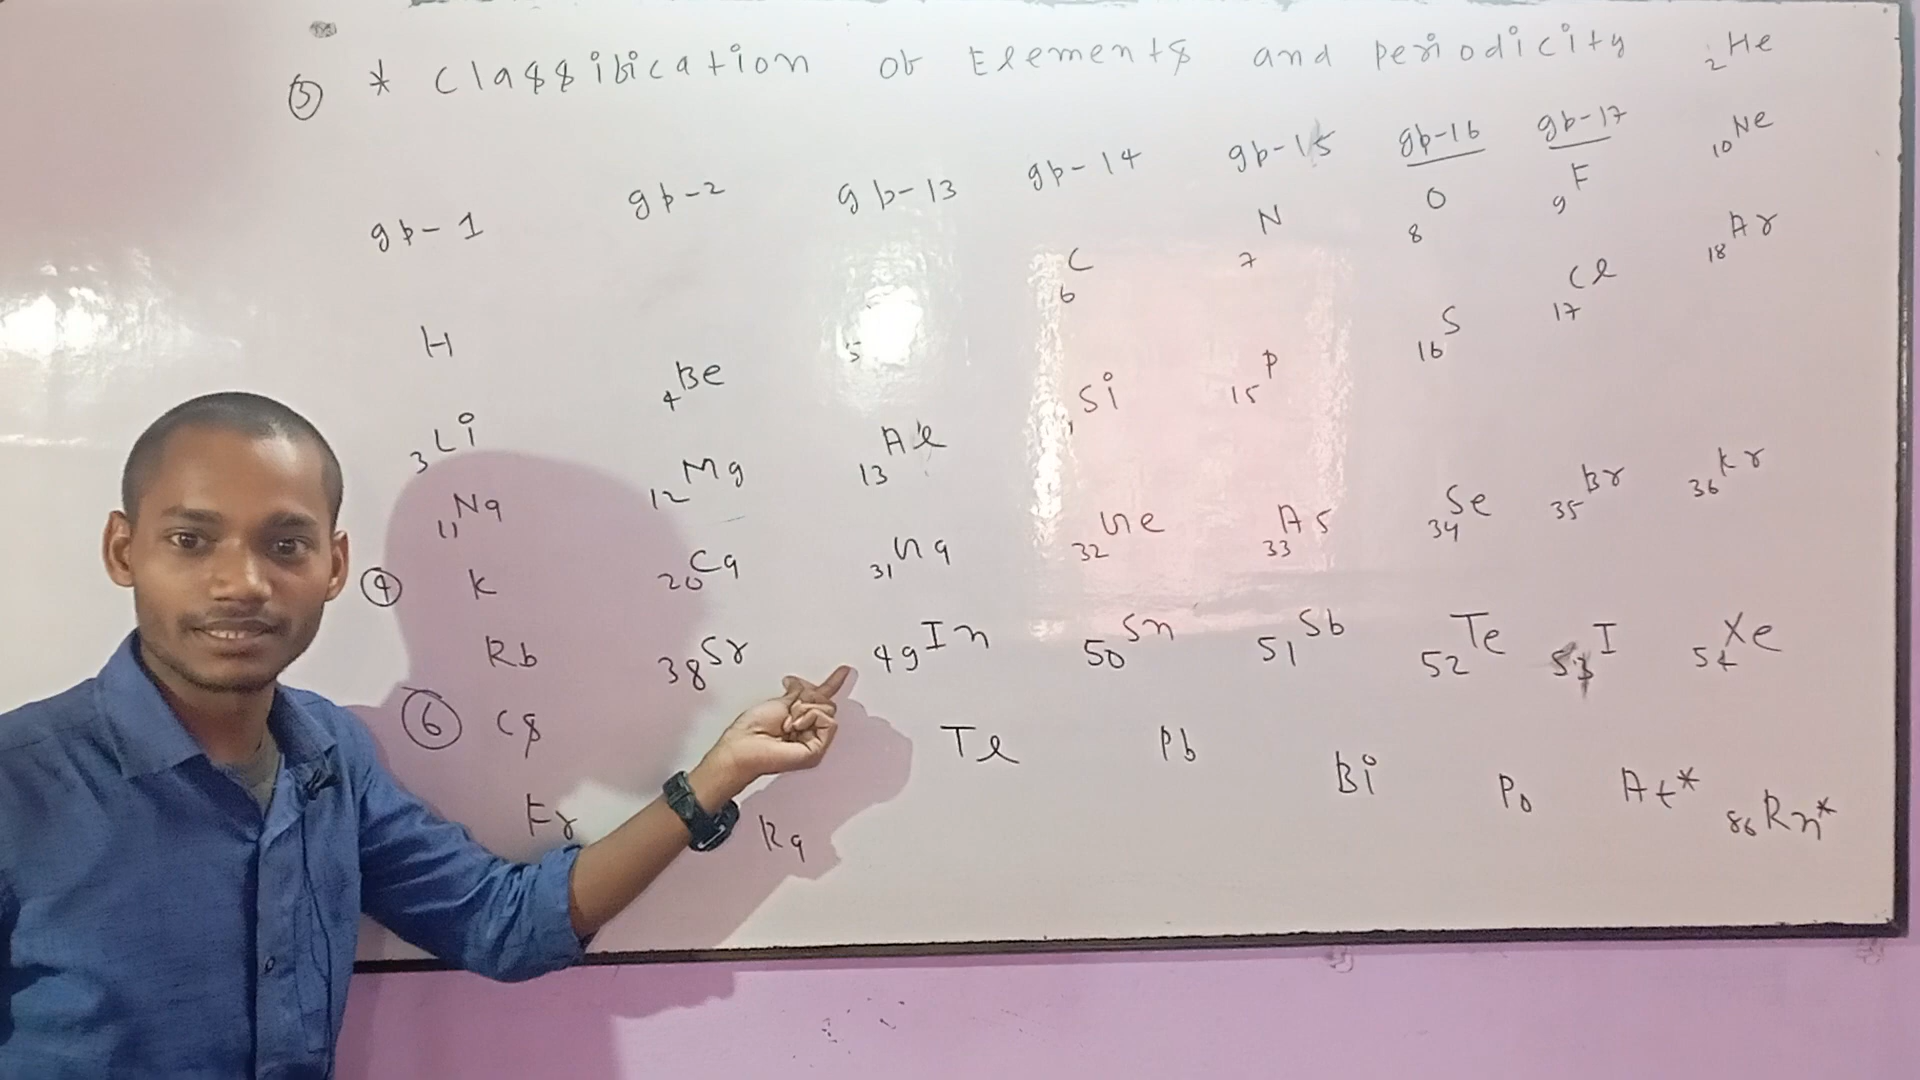 ⑤ * Classification of Elements and periodicity
2He
gp-1 gp-2 gp-13 gp-14 gp-15 gp-16 gp-17
10Ne
H 6C 7N 8O 9F 18Ar
3Li 4Be 5 Si 15P 16S 17Cl
11Na 12Mg 13Al
④ K 20Ca 31Ga 32Ge 33As 34Se 35Br 36Kr
Rb 38Sr 49In 50Sn 51Sb 52Te 53I 54Xe
⑥ Cs Tl Pb Bi Po At* 86Rn*
Fr Ra